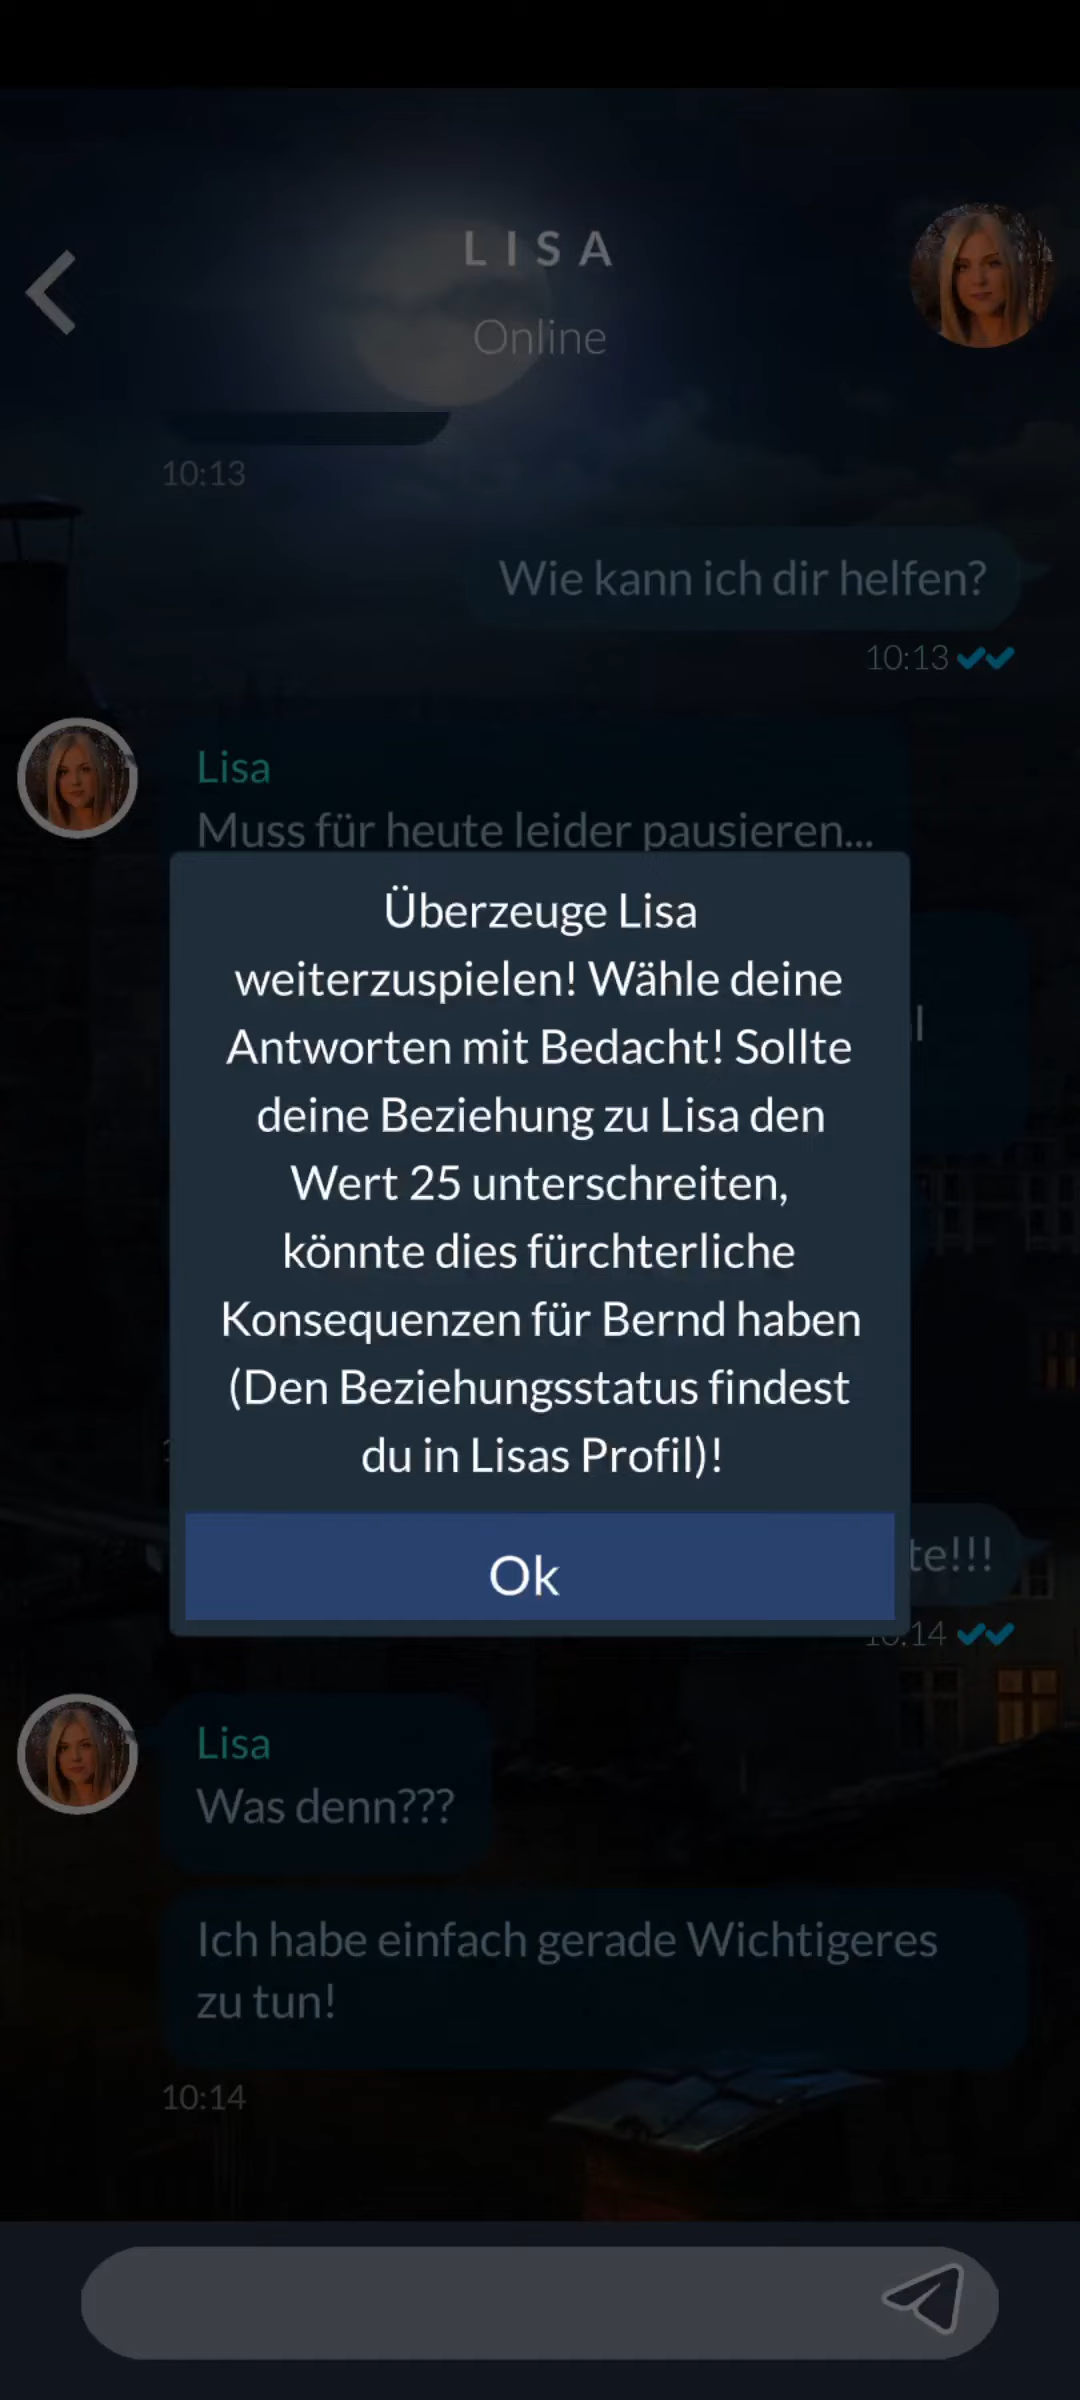 LISA
Online
10:13
Wie kann ich dir helfen?
10:13
Lisa
Muss für heute leider pausieren...
Überzeuge Lisa
weiterzuspielen! Wähle deine
Antworten mit Bedacht! Sollte
deine Beziehung zu Lisa den
Wert 25 unterschreiten,
könnte dies fürchterliche
Konsequenzen für Bernd haben
(Den Beziehungsstatus findest
du in Lisas Profil)!
Ok
te!!!
10:14
Lisa
Was denn???
Ich habe einfach gerade Wichtigeres
zu tun!
10:14